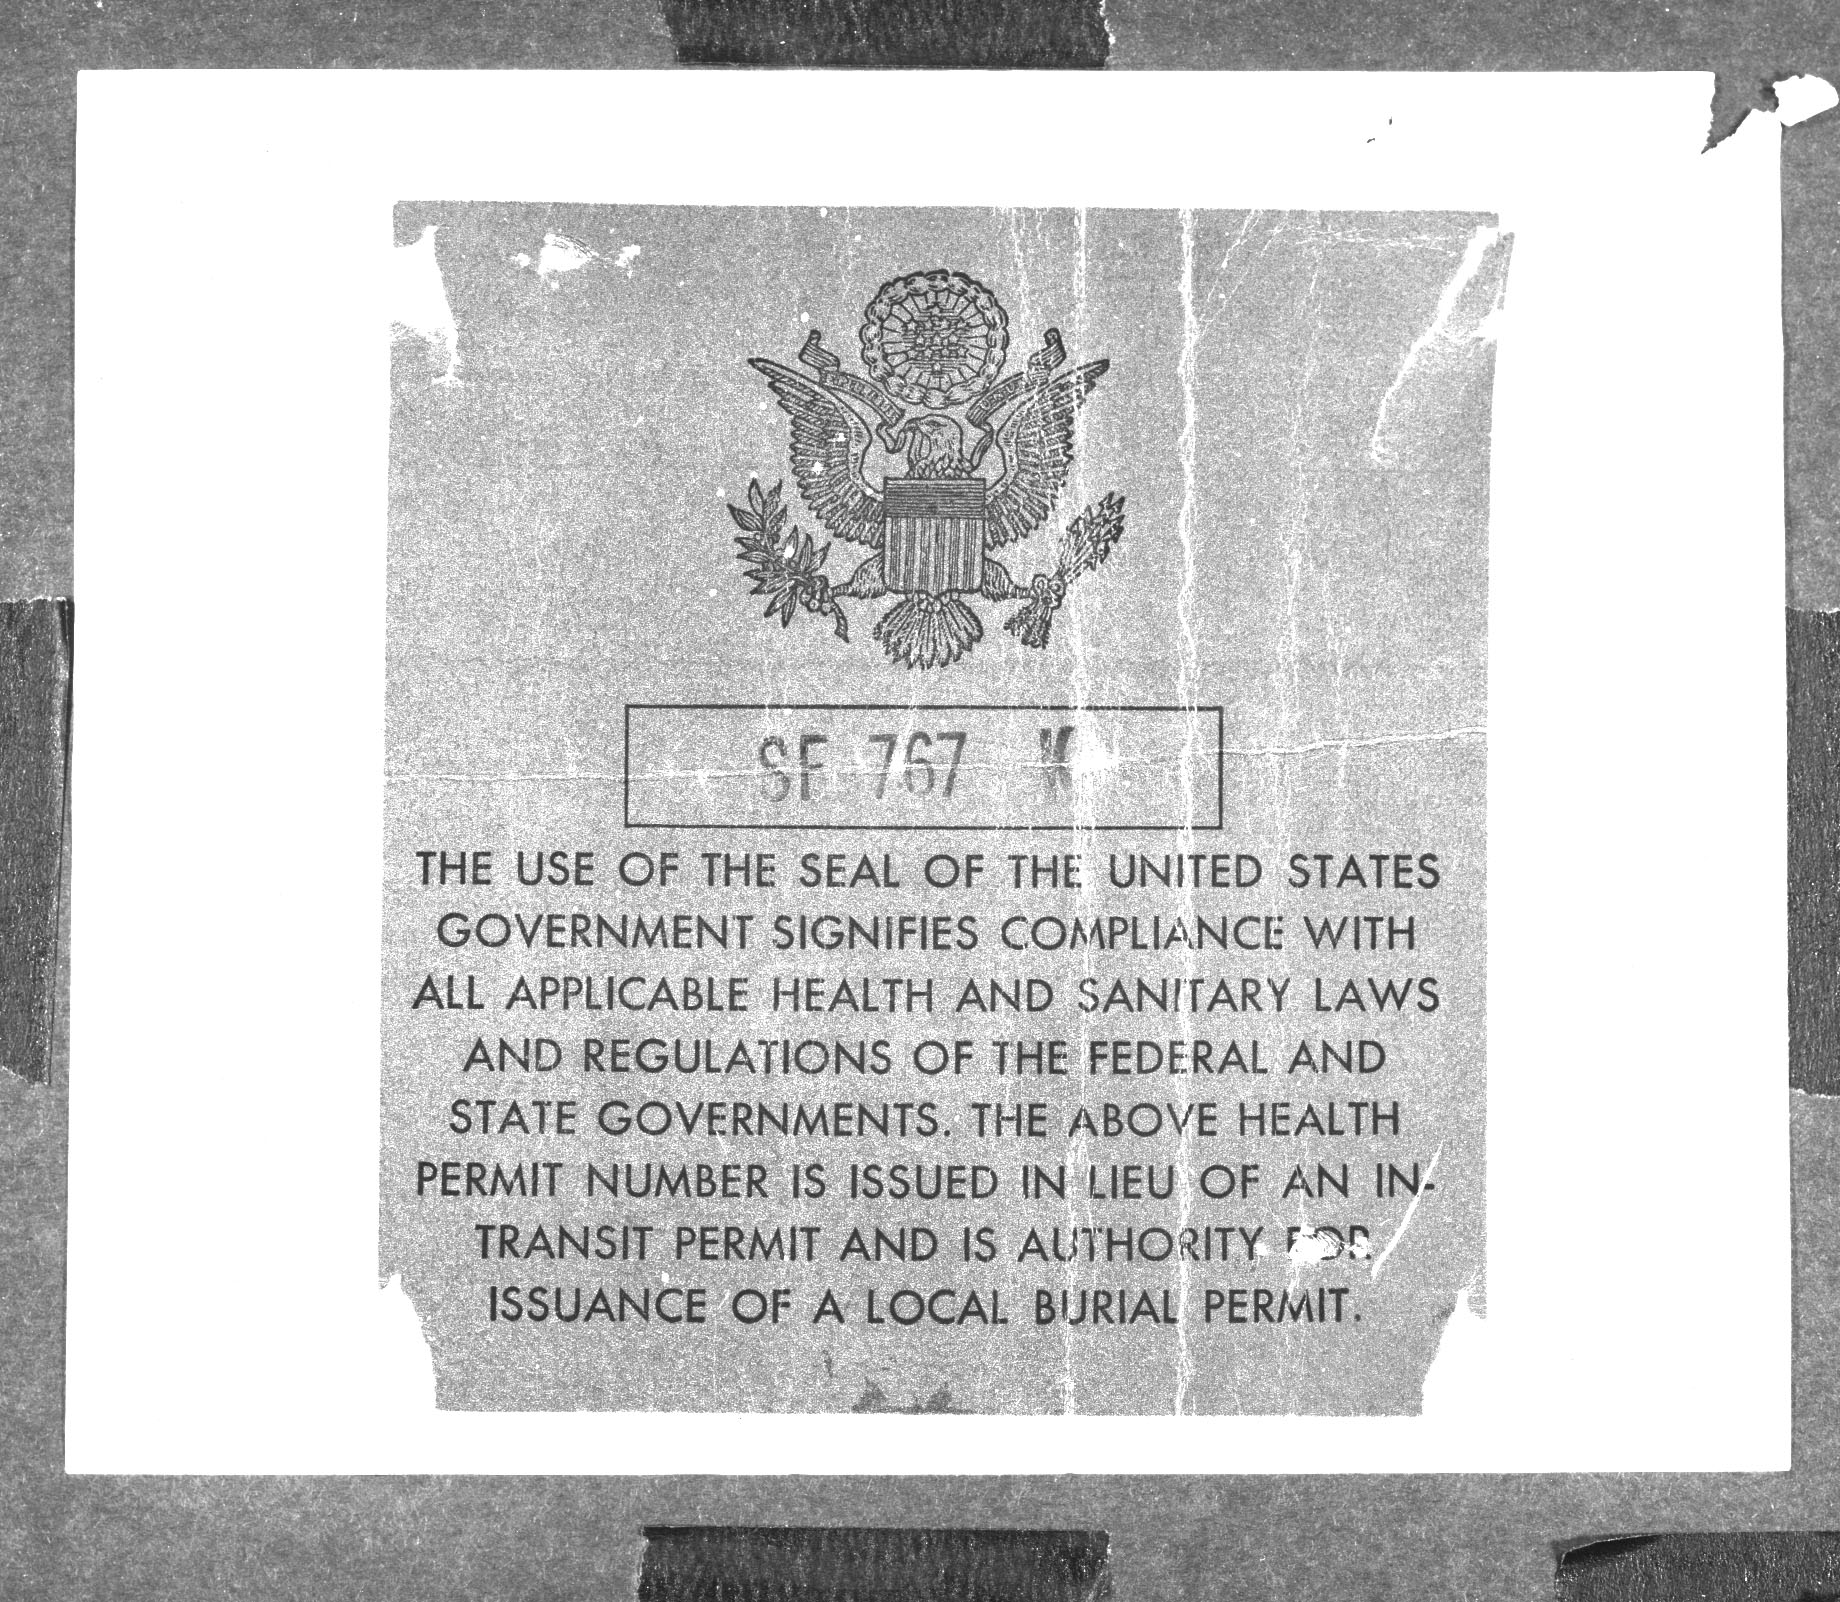 SF 767 K
THE USE OF THE SEAL OF THE UNITED STATES
GOVERNMENT SIGNIFIES COMPLIANCE WITH
ALL APPLICABLE HEALTH AND SANITARY LAWS
AND REGULATIONS OF THE FEDERAL AND
STATE GOVERNMENTS. THE ABOVE HEALTH
PERMIT NUMBER IS ISSUED IN LIEU OF AN IN-
TRANSIT PERMIT AND IS AUTHORITY FOR
ISSUANCE OF A LOCAL BURIAL PERMIT.